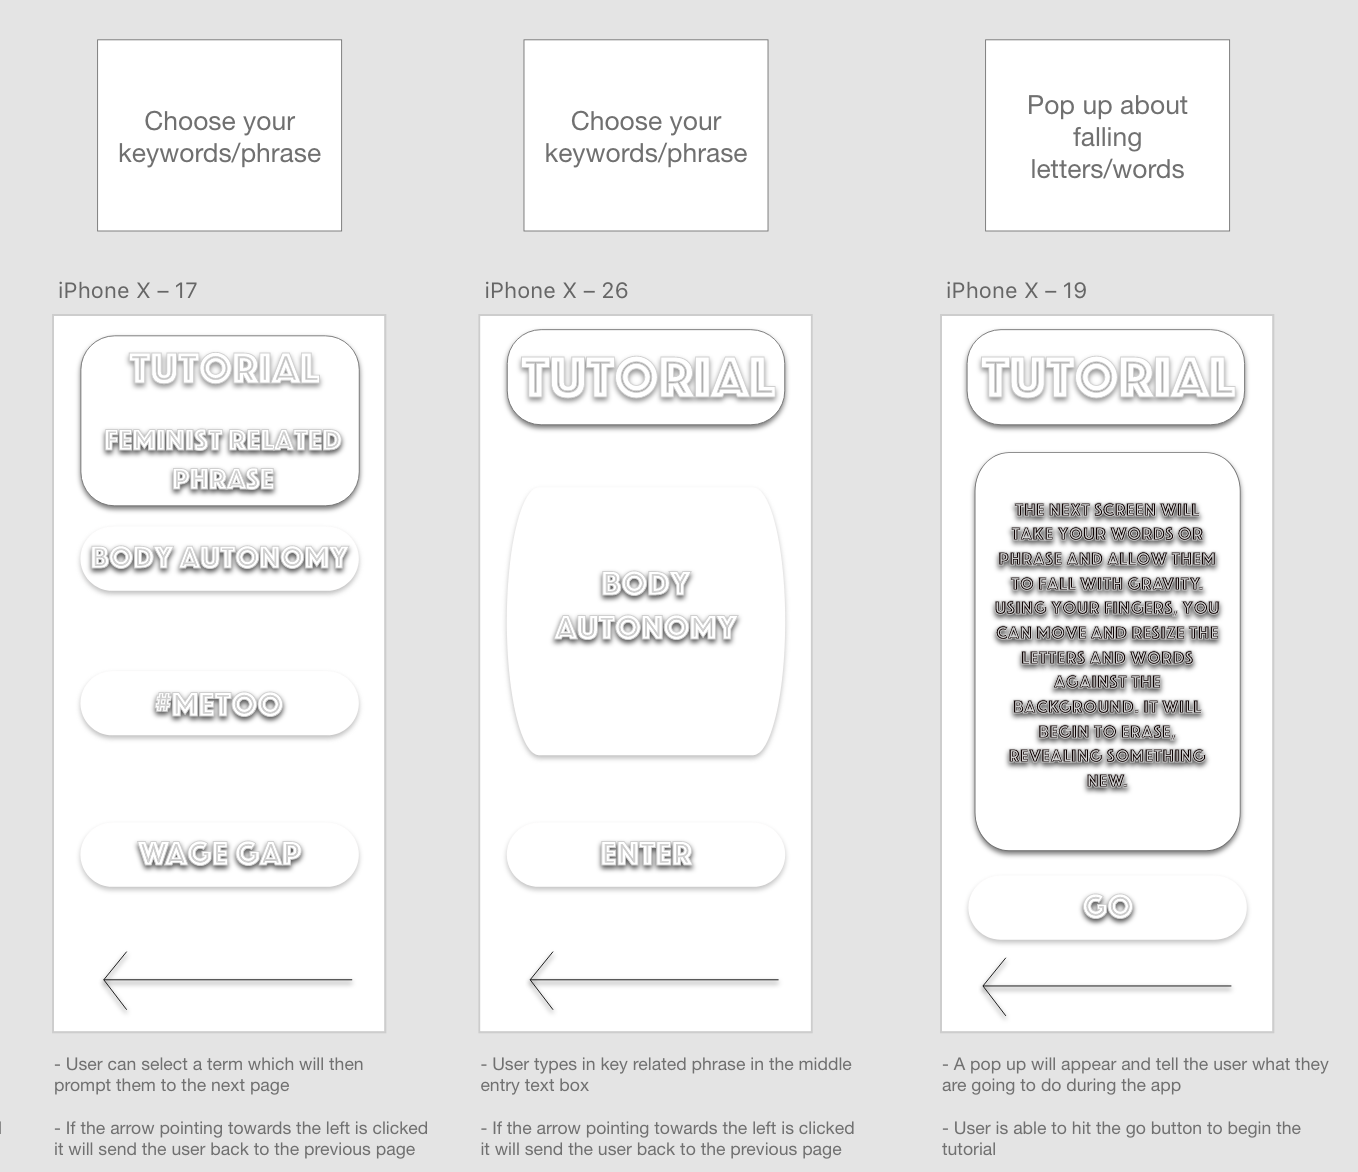 Choose your
keywords/phrase
Choose your
keywords/phrase
Pop up about
falling
letters/words
iPhone X – 17
iPhone X – 26
iPhone X – 19
TUTORIAL
FEMINIST RELATED
PHRASE
BODY AUTONOMY
#METOO
WAGE GAP
TUTORIAL
BODY
AUTONOMY
ENTER
TUTORIAL
THE NEXT SCREEN WILL
TAKE YOUR WORDS OR
PHRASE AND ALLOW THEM
TO FALL WITH GRAVITY.
USING YOUR FINGERS, YOU
CAN MOVE AND RESIZE THE
LETTERS AND WORDS
AGAINST THE
BACKGROUND. IT WILL
BEGIN TO ERASE,
REVEALING SOMETHING
NEW.
GO
- User can select a term which will then
prompt them to the next page
- If the arrow pointing towards the left is clicked
it will send the user back to the previous page
- User types in key related phrase in the middle
entry text box
- If the arrow pointing towards the left is clicked
it will send the user back to the previous page
- A pop up will appear and tell the user what they
are going to do during the app
- User is able to hit the go button to begin the
tutorial